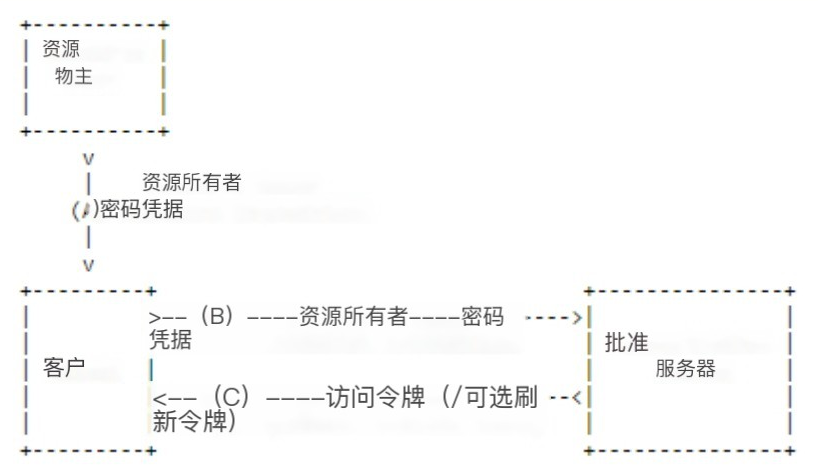 +----------+
| 资源 |
| 物主 |
| |
+----------+
v
| 资源所有者
(A)密码凭据
|
v
+---------+ +---------------+
| >--（B）----资源所有者----密码 ---->| |
| 凭据 | 批准 |
| 客户 | | 服务器 |
| <--（C）----访问令牌（/可选刷 --<| |
| 新令牌） | |
+---------+ +---------------+